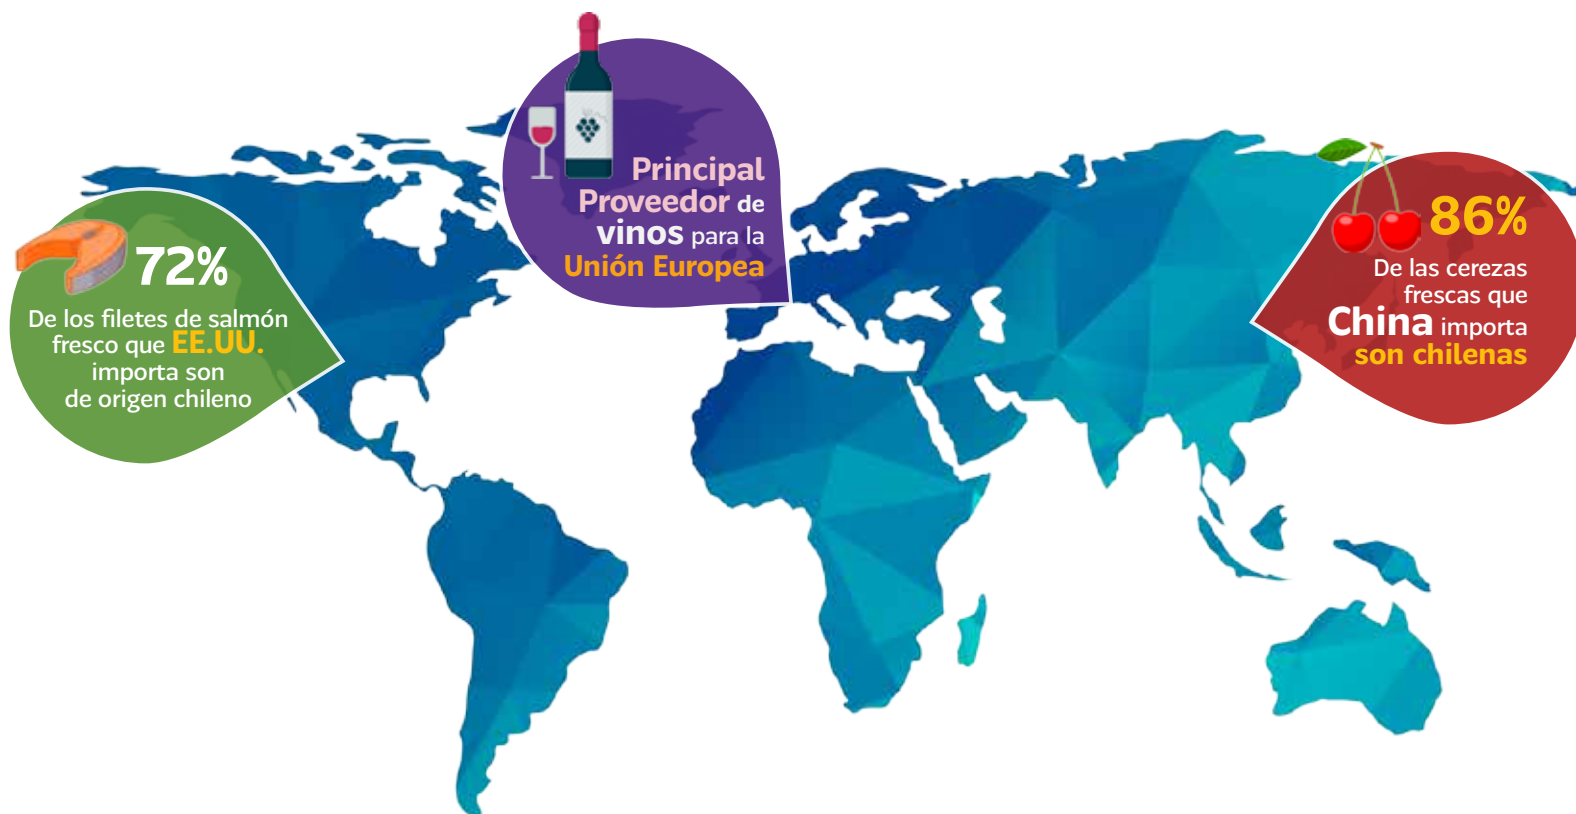 72%
De los filetes de salmón
fresco que EE.UU.
importa son
de origen chileno
Principal
Proveedor de
vinos para la
Unión Europea
86%
De las cerezas
frescas que
China importa
son chilenas